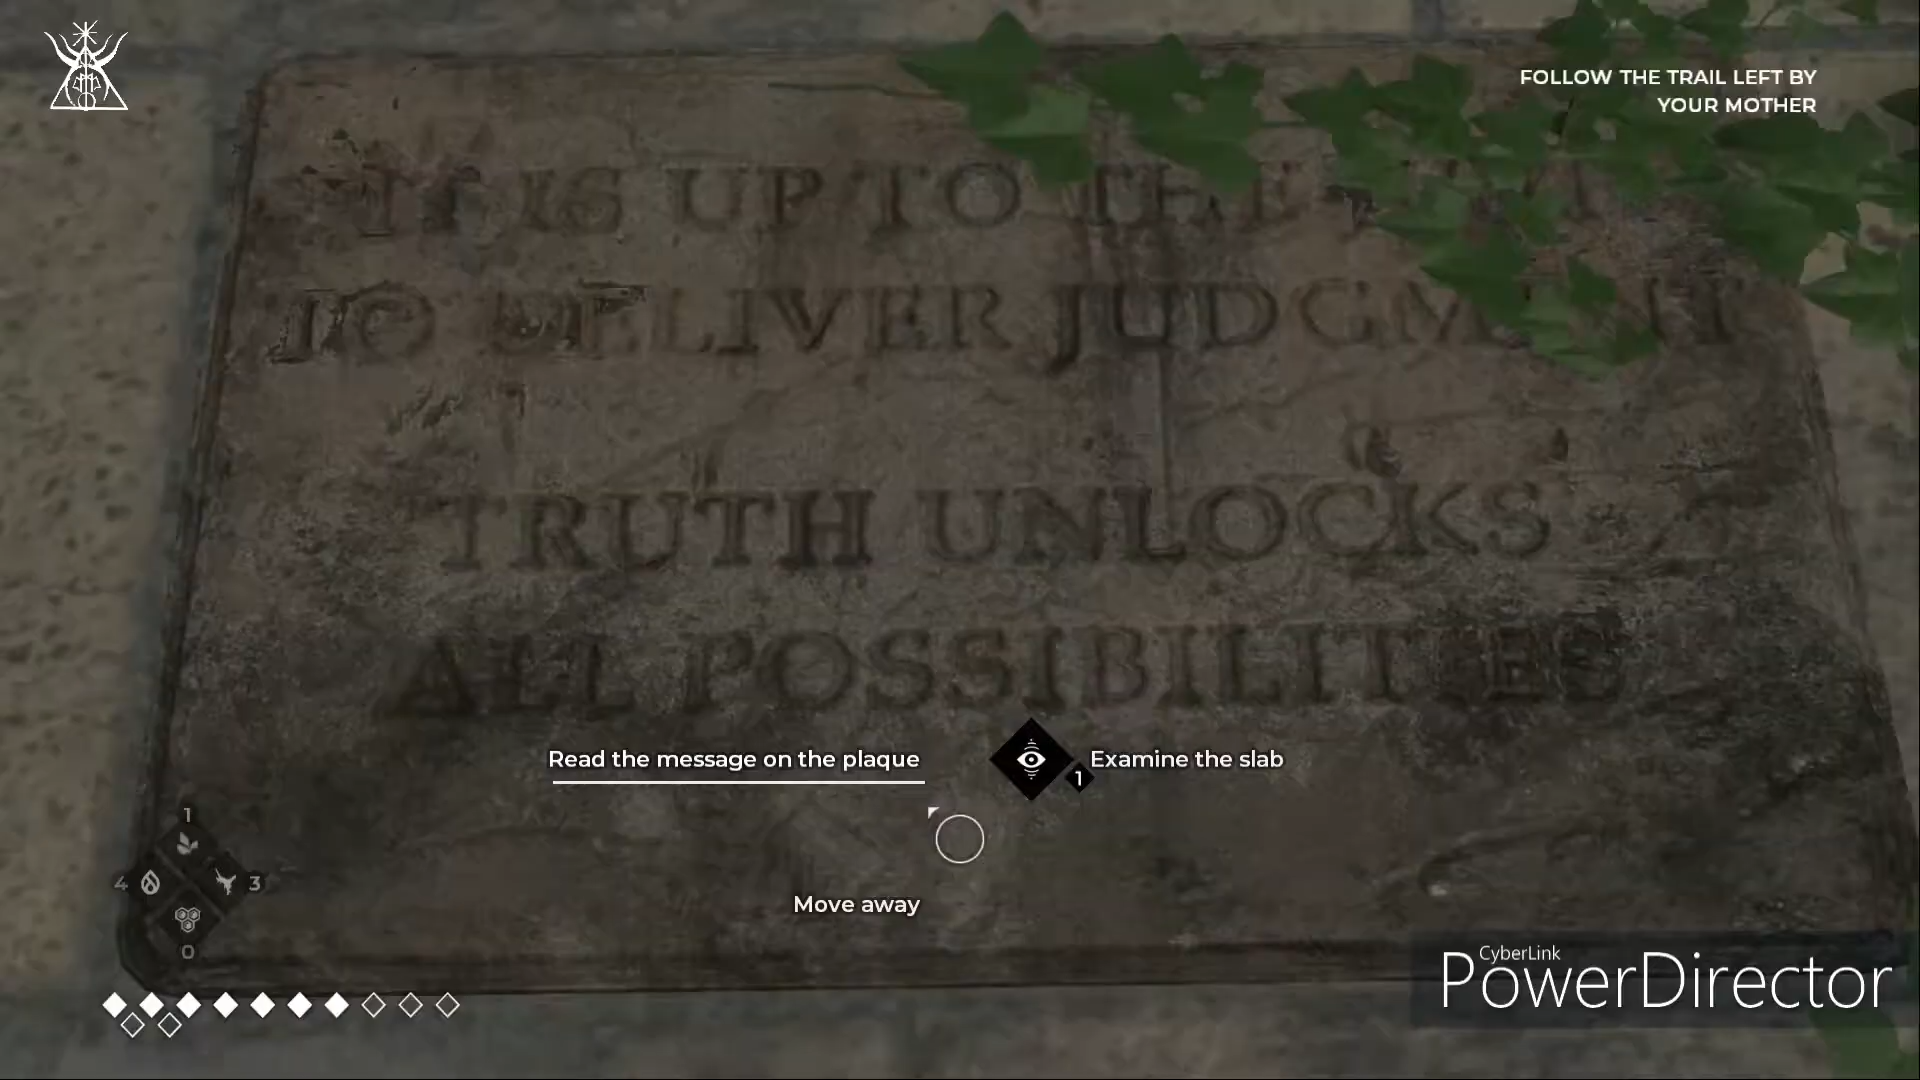 FOLLOW THE TRAIL LEFT BY
YOUR MOTHER
IT IS UP TO THE
TO DELIVER JUDGMENT
TRUTH UNLOCKS
ALL POSSIBILITIES
Read the message on the plaque
1 Examine the slab
Move away
1
4 3
0
CyberLink
PowerDirector